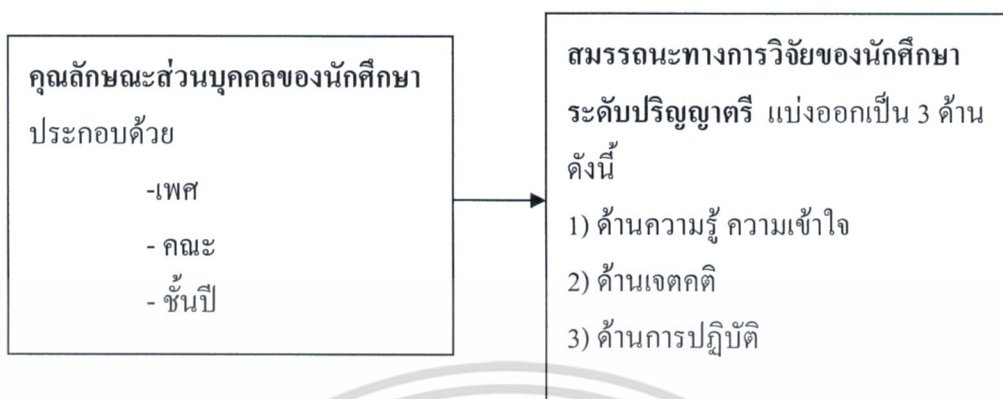 คุณลักษณะส่วนบุคคลของนักศึกษา
ประกอบด้วย
-เพศ
- คณะ
- ชั้นปี
สมรรถนะทางการวิจัยของนักศึกษา
ระดับปริญญาตรี แบ่งออกเป็น 3 ด้าน
ดังนี้
1) ด้านความรู้ ความเข้าใจ
2) ด้านเจตคติ
3) ด้านการปฏิบัติ